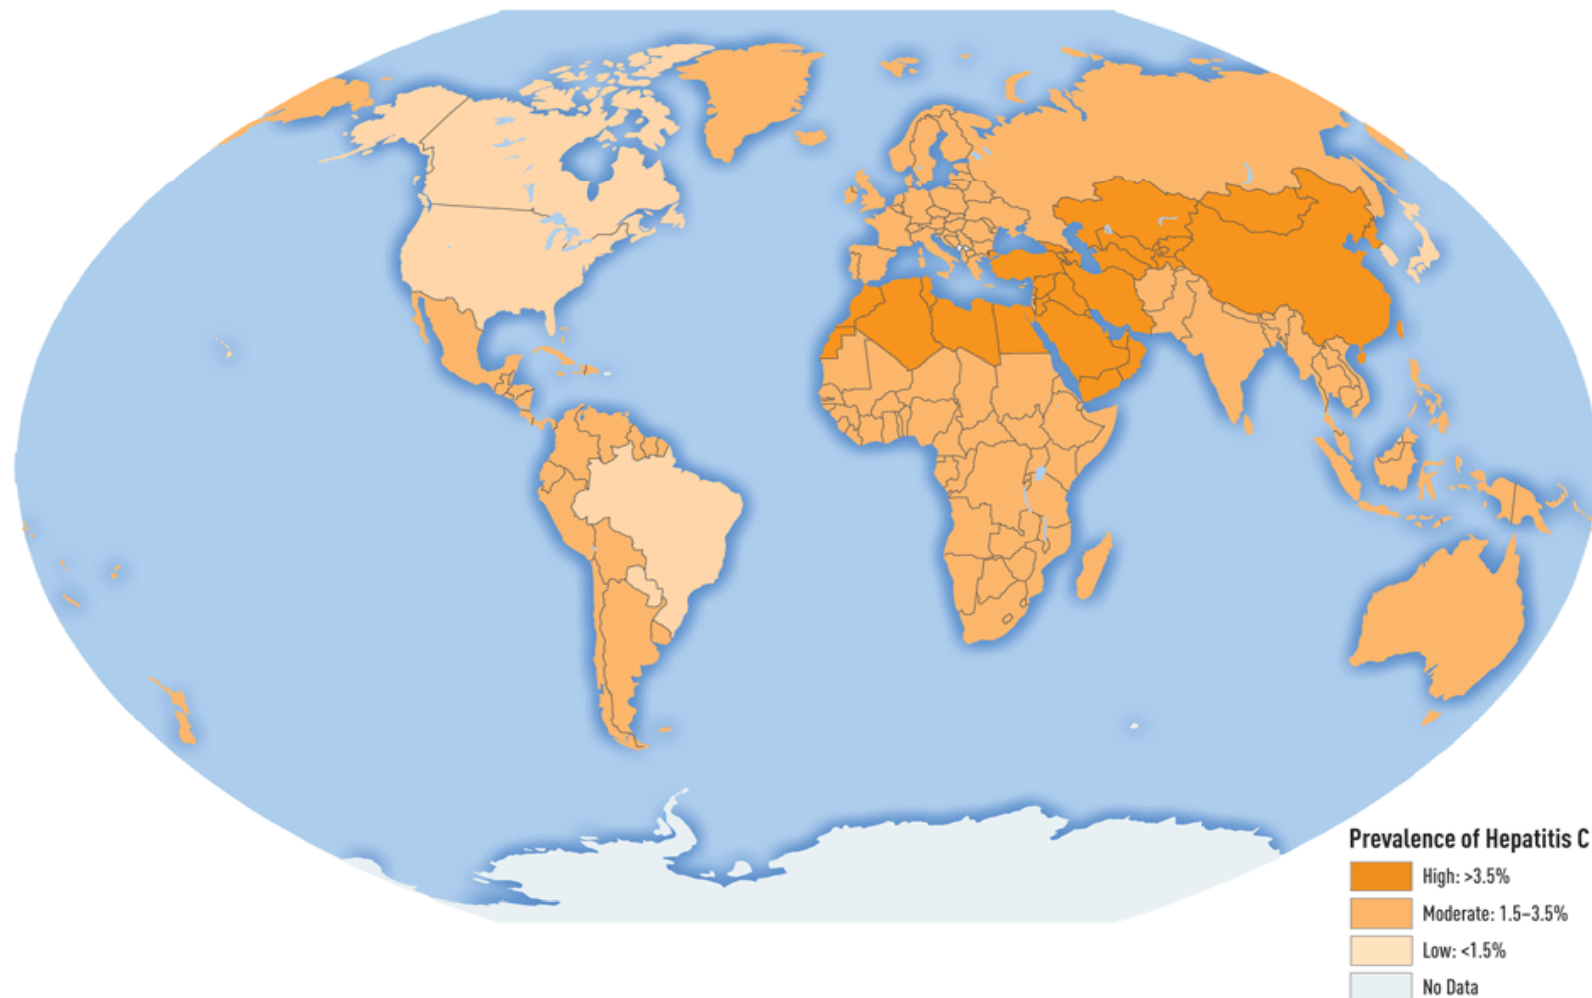 Prevalence of Hepatitis C
High: >3.5%
Moderate: 1.5–3.5%
Low: <1.5%
No Data